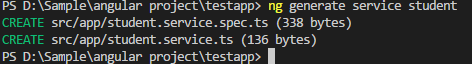 PS D:\Sample\angular project\testapp> ng generate service student
CREATE src/app/student.service.spec.ts (338 bytes)
CREATE src/app/student.service.ts (136 bytes)
PS D:\Sample\angular project\testapp>